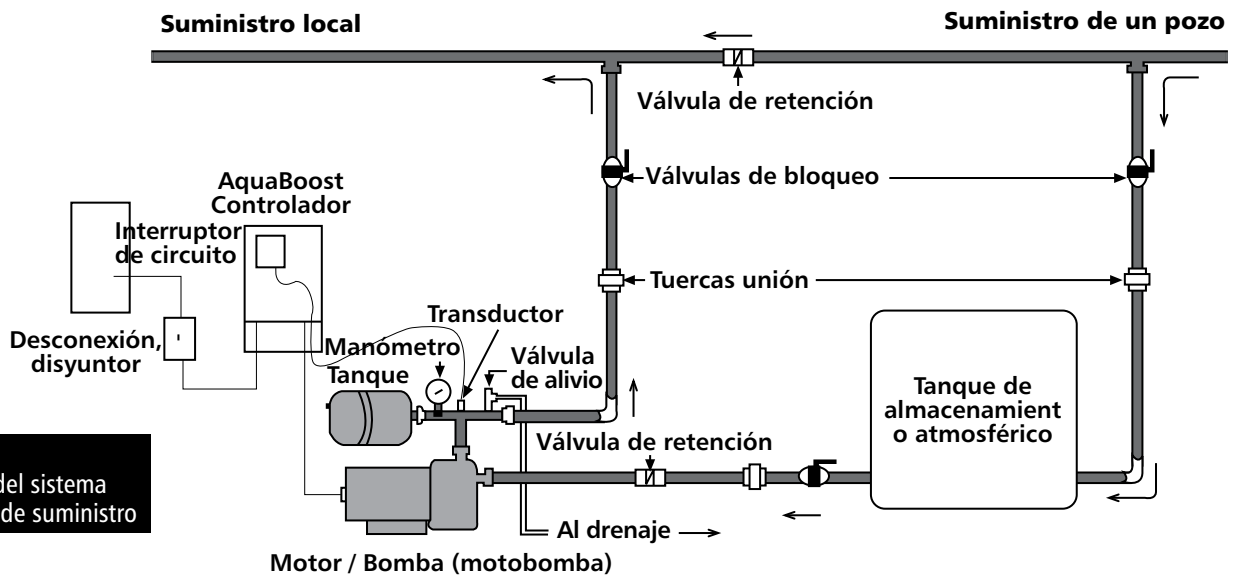 Suministro local
Suministro de un pozo
Válvula de retención
Válvulas de bloqueo
AquaBoost
Controlador
Interruptor
de circuito
Tuercas unión
Transductor
Desconexión,
disyuntor
Manómetro
Tanque
Válvula
de alivio
Tanque de
almacenamient
o atmosférico
Válvula de retención
del sistema
de suministro
Al drenaje
Motor / Bomba (motobomba)